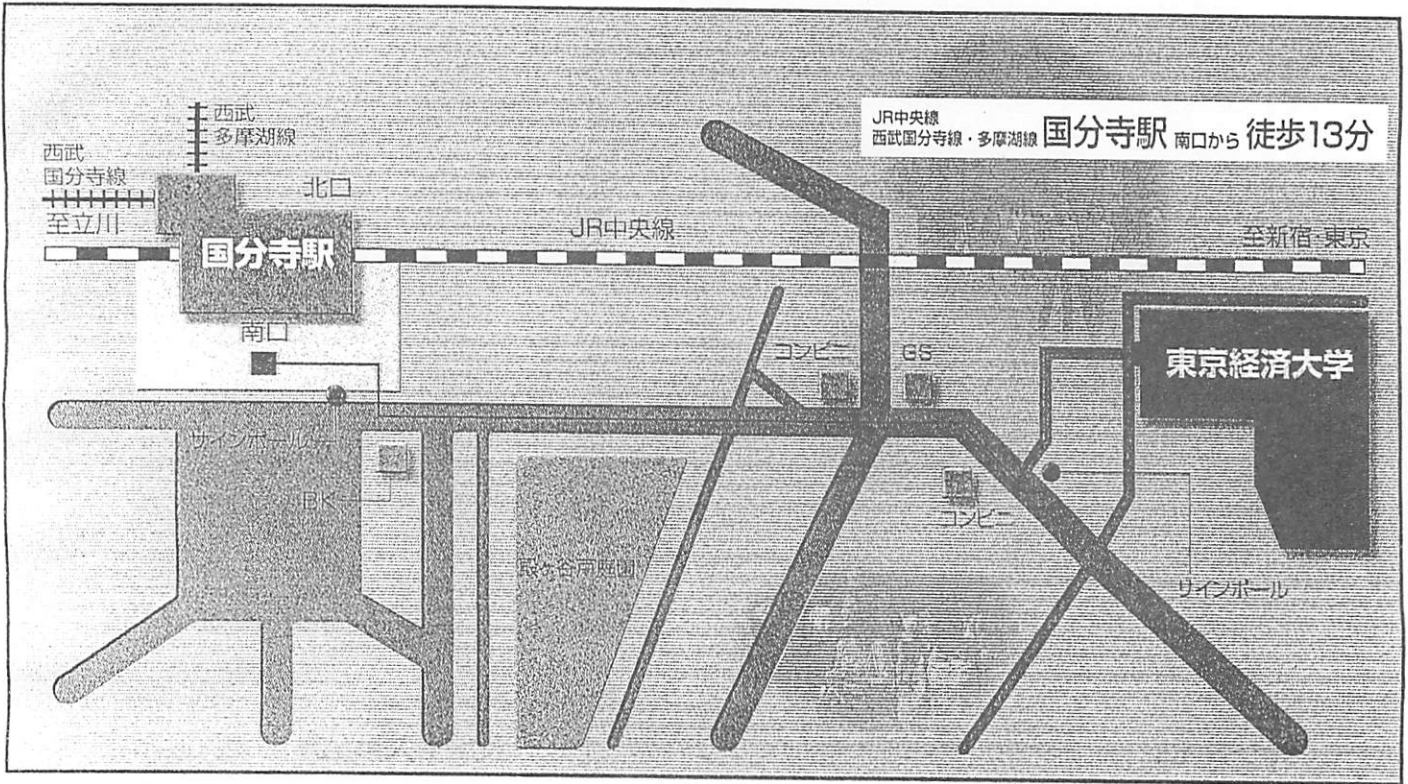 JR中央線
西武国分寺線・多摩湖線 国分寺駅 南口から 徒歩13分
西武
多摩湖線
西武
国分寺線
北口
至立川
JR中央線
至新宿・東京
国分寺駅
南口
コンビニ
GS
東京経済大学
サインポール
BK
コンビニ
殿ヶ谷戸庭園
サインポール